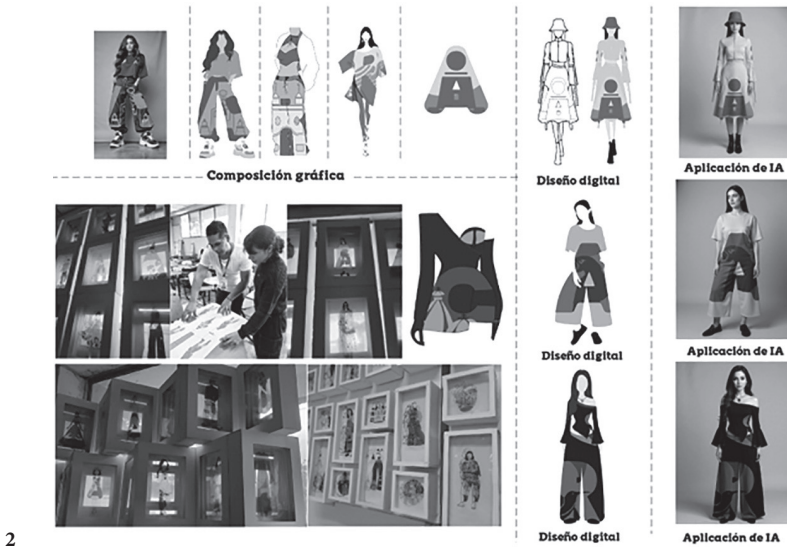 Composición gráfica
Diseño digital
Aplicación de IA
Diseño digital
Aplicación de IA
Diseño digital
Aplicación de IA
2